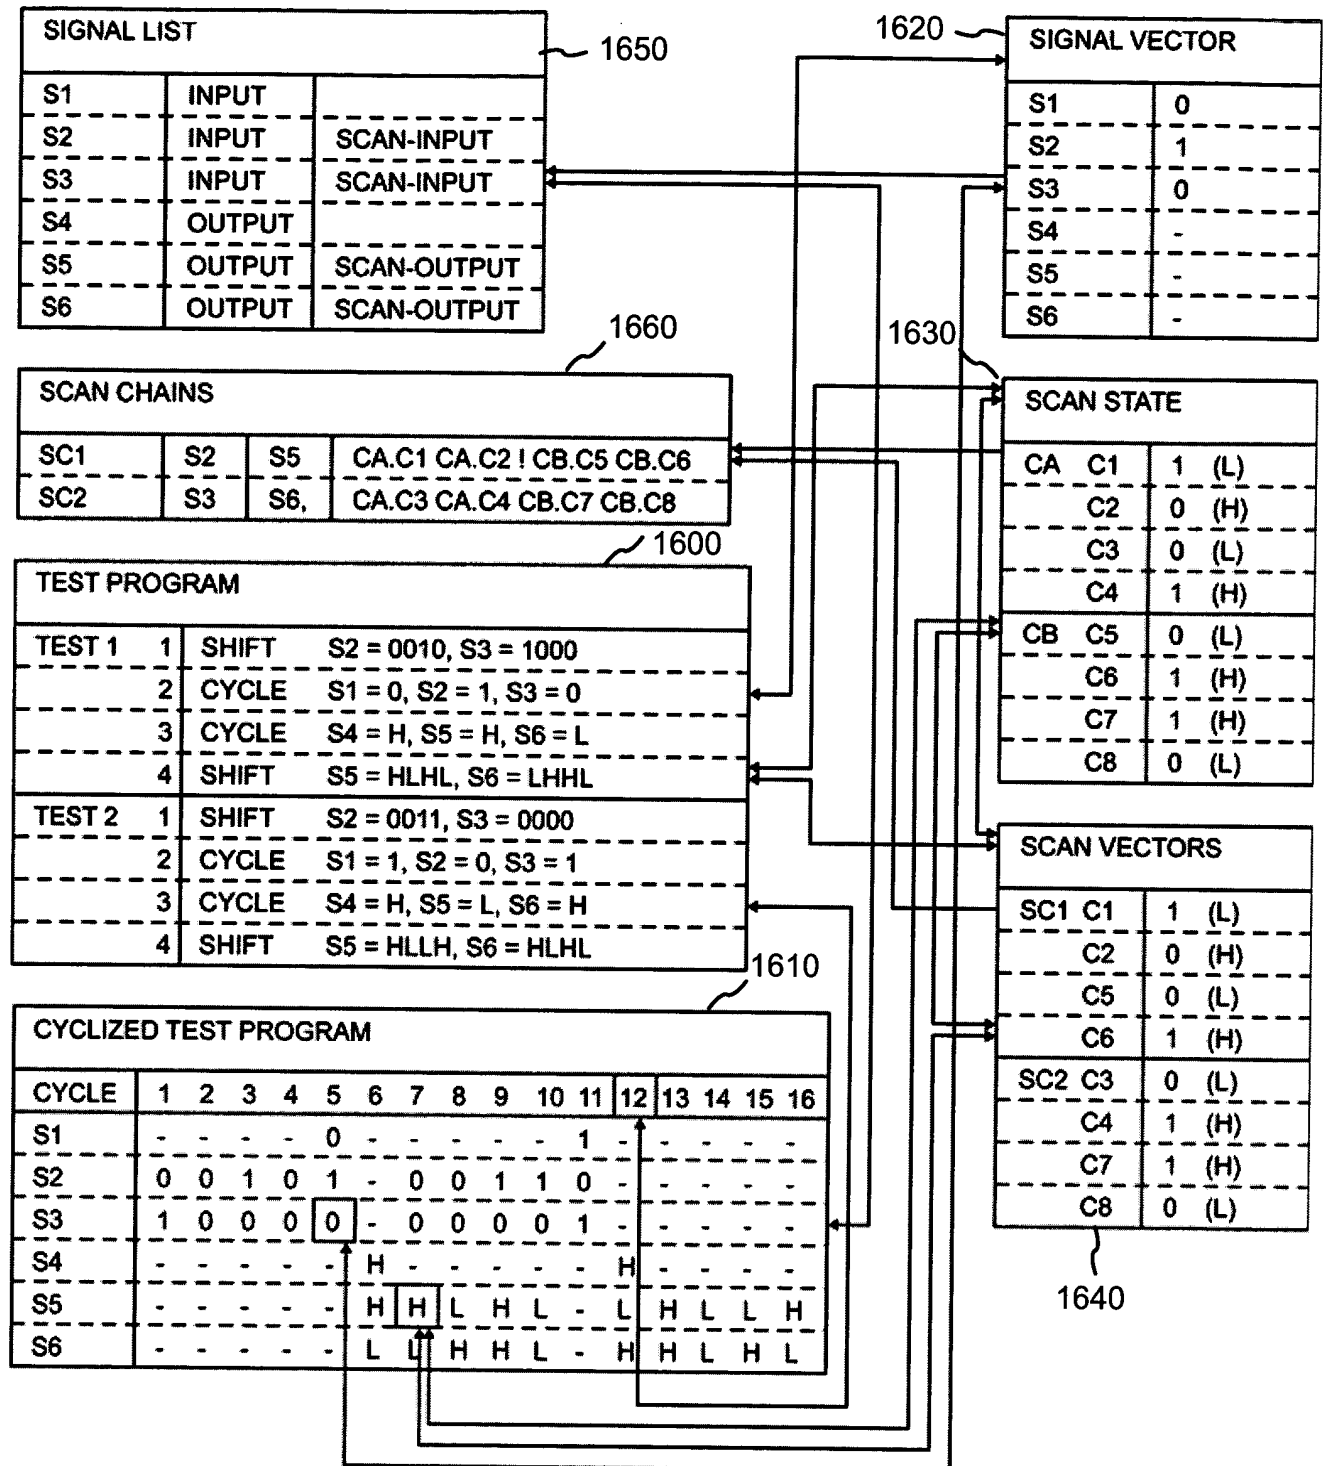 SIGNAL LIST
1650
S1 INPUT
S2 INPUT SCAN-INPUT
S3 INPUT SCAN-INPUT
S4 OUTPUT
S5 OUTPUT SCAN-OUTPUT
S6 OUTPUT SCAN-OUTPUT
1620
SIGNAL VECTOR
S1 0
S2 1
S3 0
S4 -
S5 -
S6 -
1660
SCAN CHAINS
SC1 S2 S5 CA.C1 CA.C2 ! CB.C5 CB.C6
SC2 S3 S6, CA.C3 CA.C4 CB.C7 CB.C8
1630
SCAN STATE
CA C1 1 (L)
C2 0 (H)
C3 0 (L)
C4 1 (H)
CB C5 0 (L)
C6 1 (H)
C7 1 (H)
C8 0 (L)
1600
TEST PROGRAM
TEST 1 1 SHIFT S2 = 0010, S3 = 1000
2 CYCLE S1 = 0, S2 = 1, S3 = 0
3 CYCLE S4 = H, S5 = H, S6 = L
4 SHIFT S5 = HLHL, S6 = LHHL
TEST 2 1 SHIFT S2 = 0011, S3 = 0000
2 CYCLE S1 = 1, S2 = 0, S3 = 1
3 CYCLE S4 = H, S5 = L, S6 = H
4 SHIFT S5 = HLLH, S6 = HLHL
SCAN VECTORS
SC1 C1 1 (L)
C2 0 (H)
C5 0 (L)
C6 1 (H)
SC2 C3 0 (L)
C4 1 (H)
C7 1 (H)
C8 0 (L)
1640
1610
CYCLIZED TEST PROGRAM
CYCLE 1 2 3 4 5 6 7 8 9 10 11 12 13 14 15 16
S1 - - - - 0 - - - - - 1 - - - - -
S2 0 0 1 0 1 - 0 0 1 1 0 - - - - -
S3 1 0 0 0 0 - 0 0 0 0 1 - - - - -
S4 - - - - - H - - - - - H - - - -
S5 - - - - - H H L H L - L H L L H
S6 - - - - - L L H H L - H H L H L